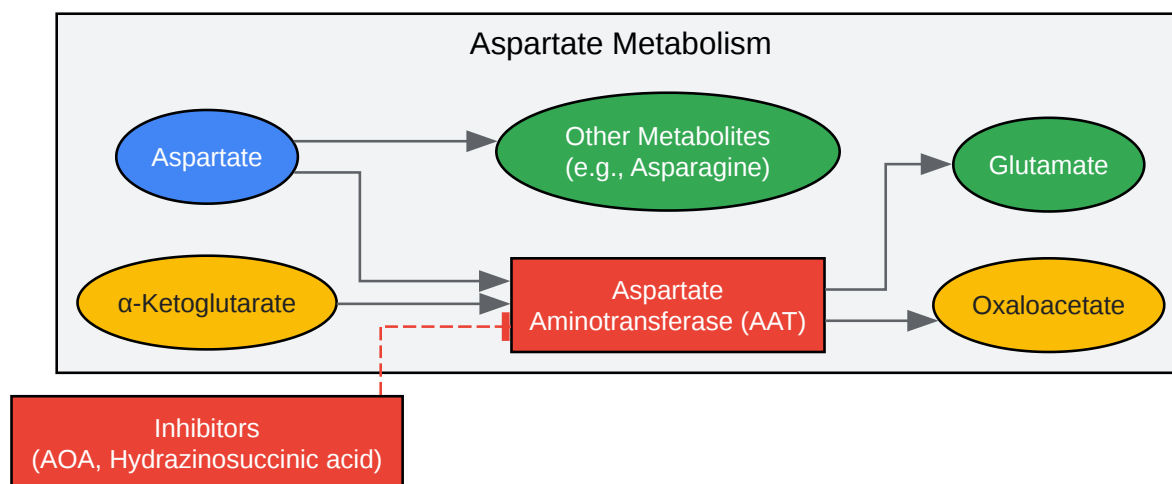 Aspartate Metabolism
Aspartate
Other Metabolites
(e.g., Asparagine)
Glutamate
α-Ketoglutarate
Aspartate
Aminotransferase (AAT)
Oxaloacetate
Inhibitors
(AOA, Hydrazinosuccinic acid)